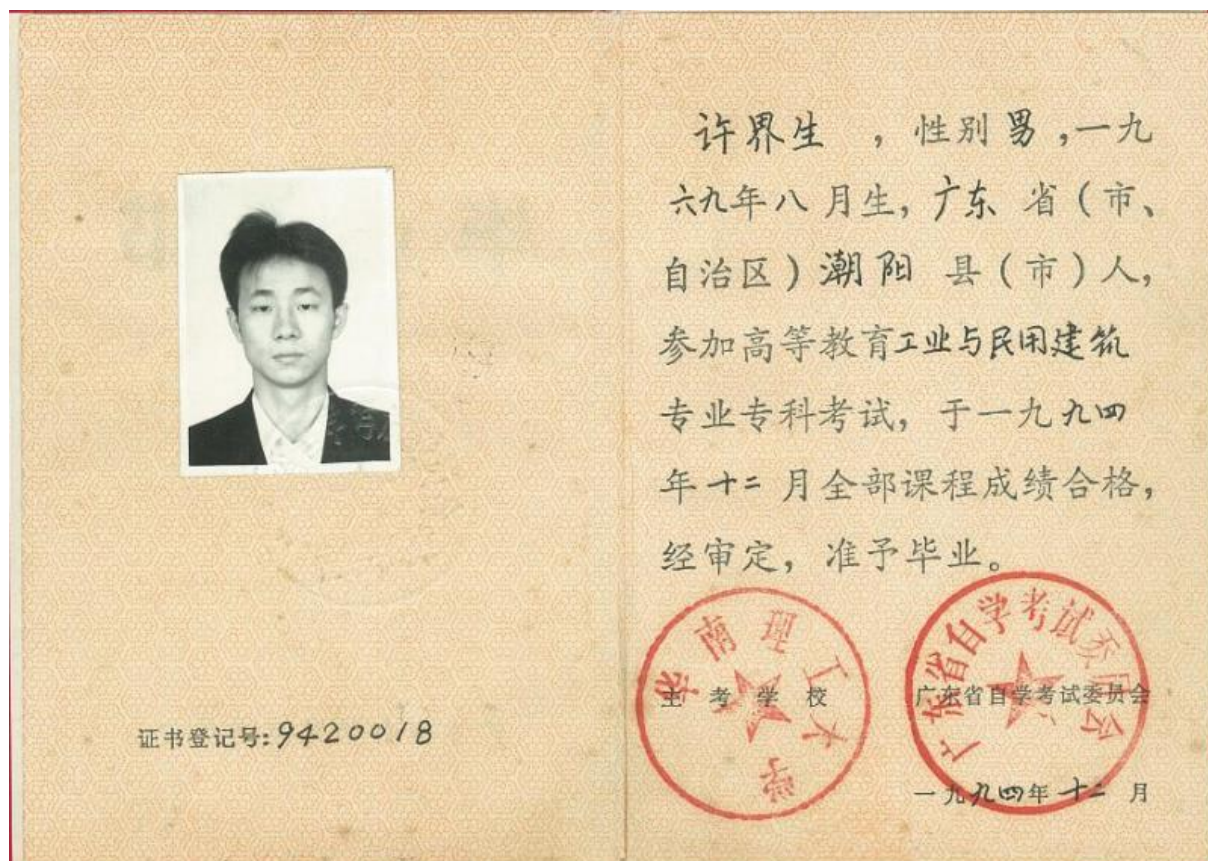 证书登记号:9420018
许界生 ，性别男，一九
六九年八月生，广东 省（市、
自治区）潮阳 县（市）人，
参加高等教育工业与民用建筑
专业专科考试，于一九九四
年十二月全部课程成绩合格，
经审定，准予毕业。
华南理工大学
主考学校
广东省自学考试委员会
广东省自学考试委员会
一九九四年十二月